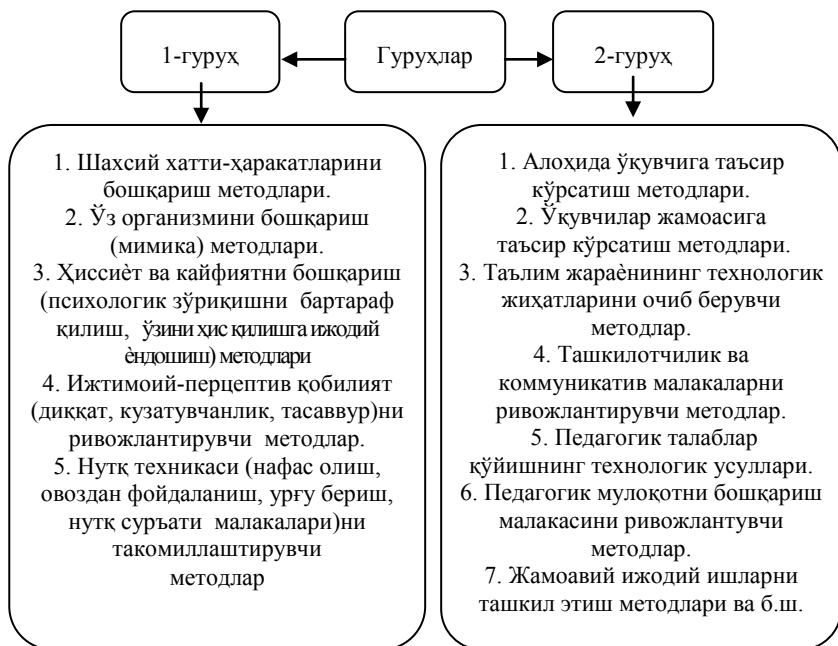 1-гуруҳ
Гуруҳлар
2-гуруҳ
1. Шахсий хатти-ҳаракатларини
бошқариш методлари.
2. Ўз организмини бошқариш
(мимика) методлари.
3. Ҳиссиѐт ва кайфиятни бошқариш
(психологик зўриқишни бартараф
қилиш, ўзини ҳис қилишга ижодий
ѐндошиш) методлари
4. Ижтимоий-перцептив қобилият
(диққат, кузатувчанлик, тасаввур)ни
ривожлантирувчи методлар.
5. Нутқ техникаси (нафас олиш,
овоздан фойдаланиш, урғу бериш,
нутқ суръати малакалари)ни
такомиллаштирувчи
методлар
1. Алоҳида ўқувчига таъсир
кўрсатиш методлари.
2. Ўқувчилар жамоасига
таъсир кўрсатиш методлари.
3. Таълим жараѐнининг технологик
жиҳатларини очиб берувчи
методлар.
4. Ташкилотчилик ва
коммуникатив малакаларни
ривожлантирувчи методлар.
5. Педагогик талаблар
қўйишнинг технологик усуллари.
6. Педагогик мулоқотни бошқариш
малакасини ривожлантувчи
методлар.
7. Жамоавий ижодий ишларни
ташкил этиш методлари ва б.ш.